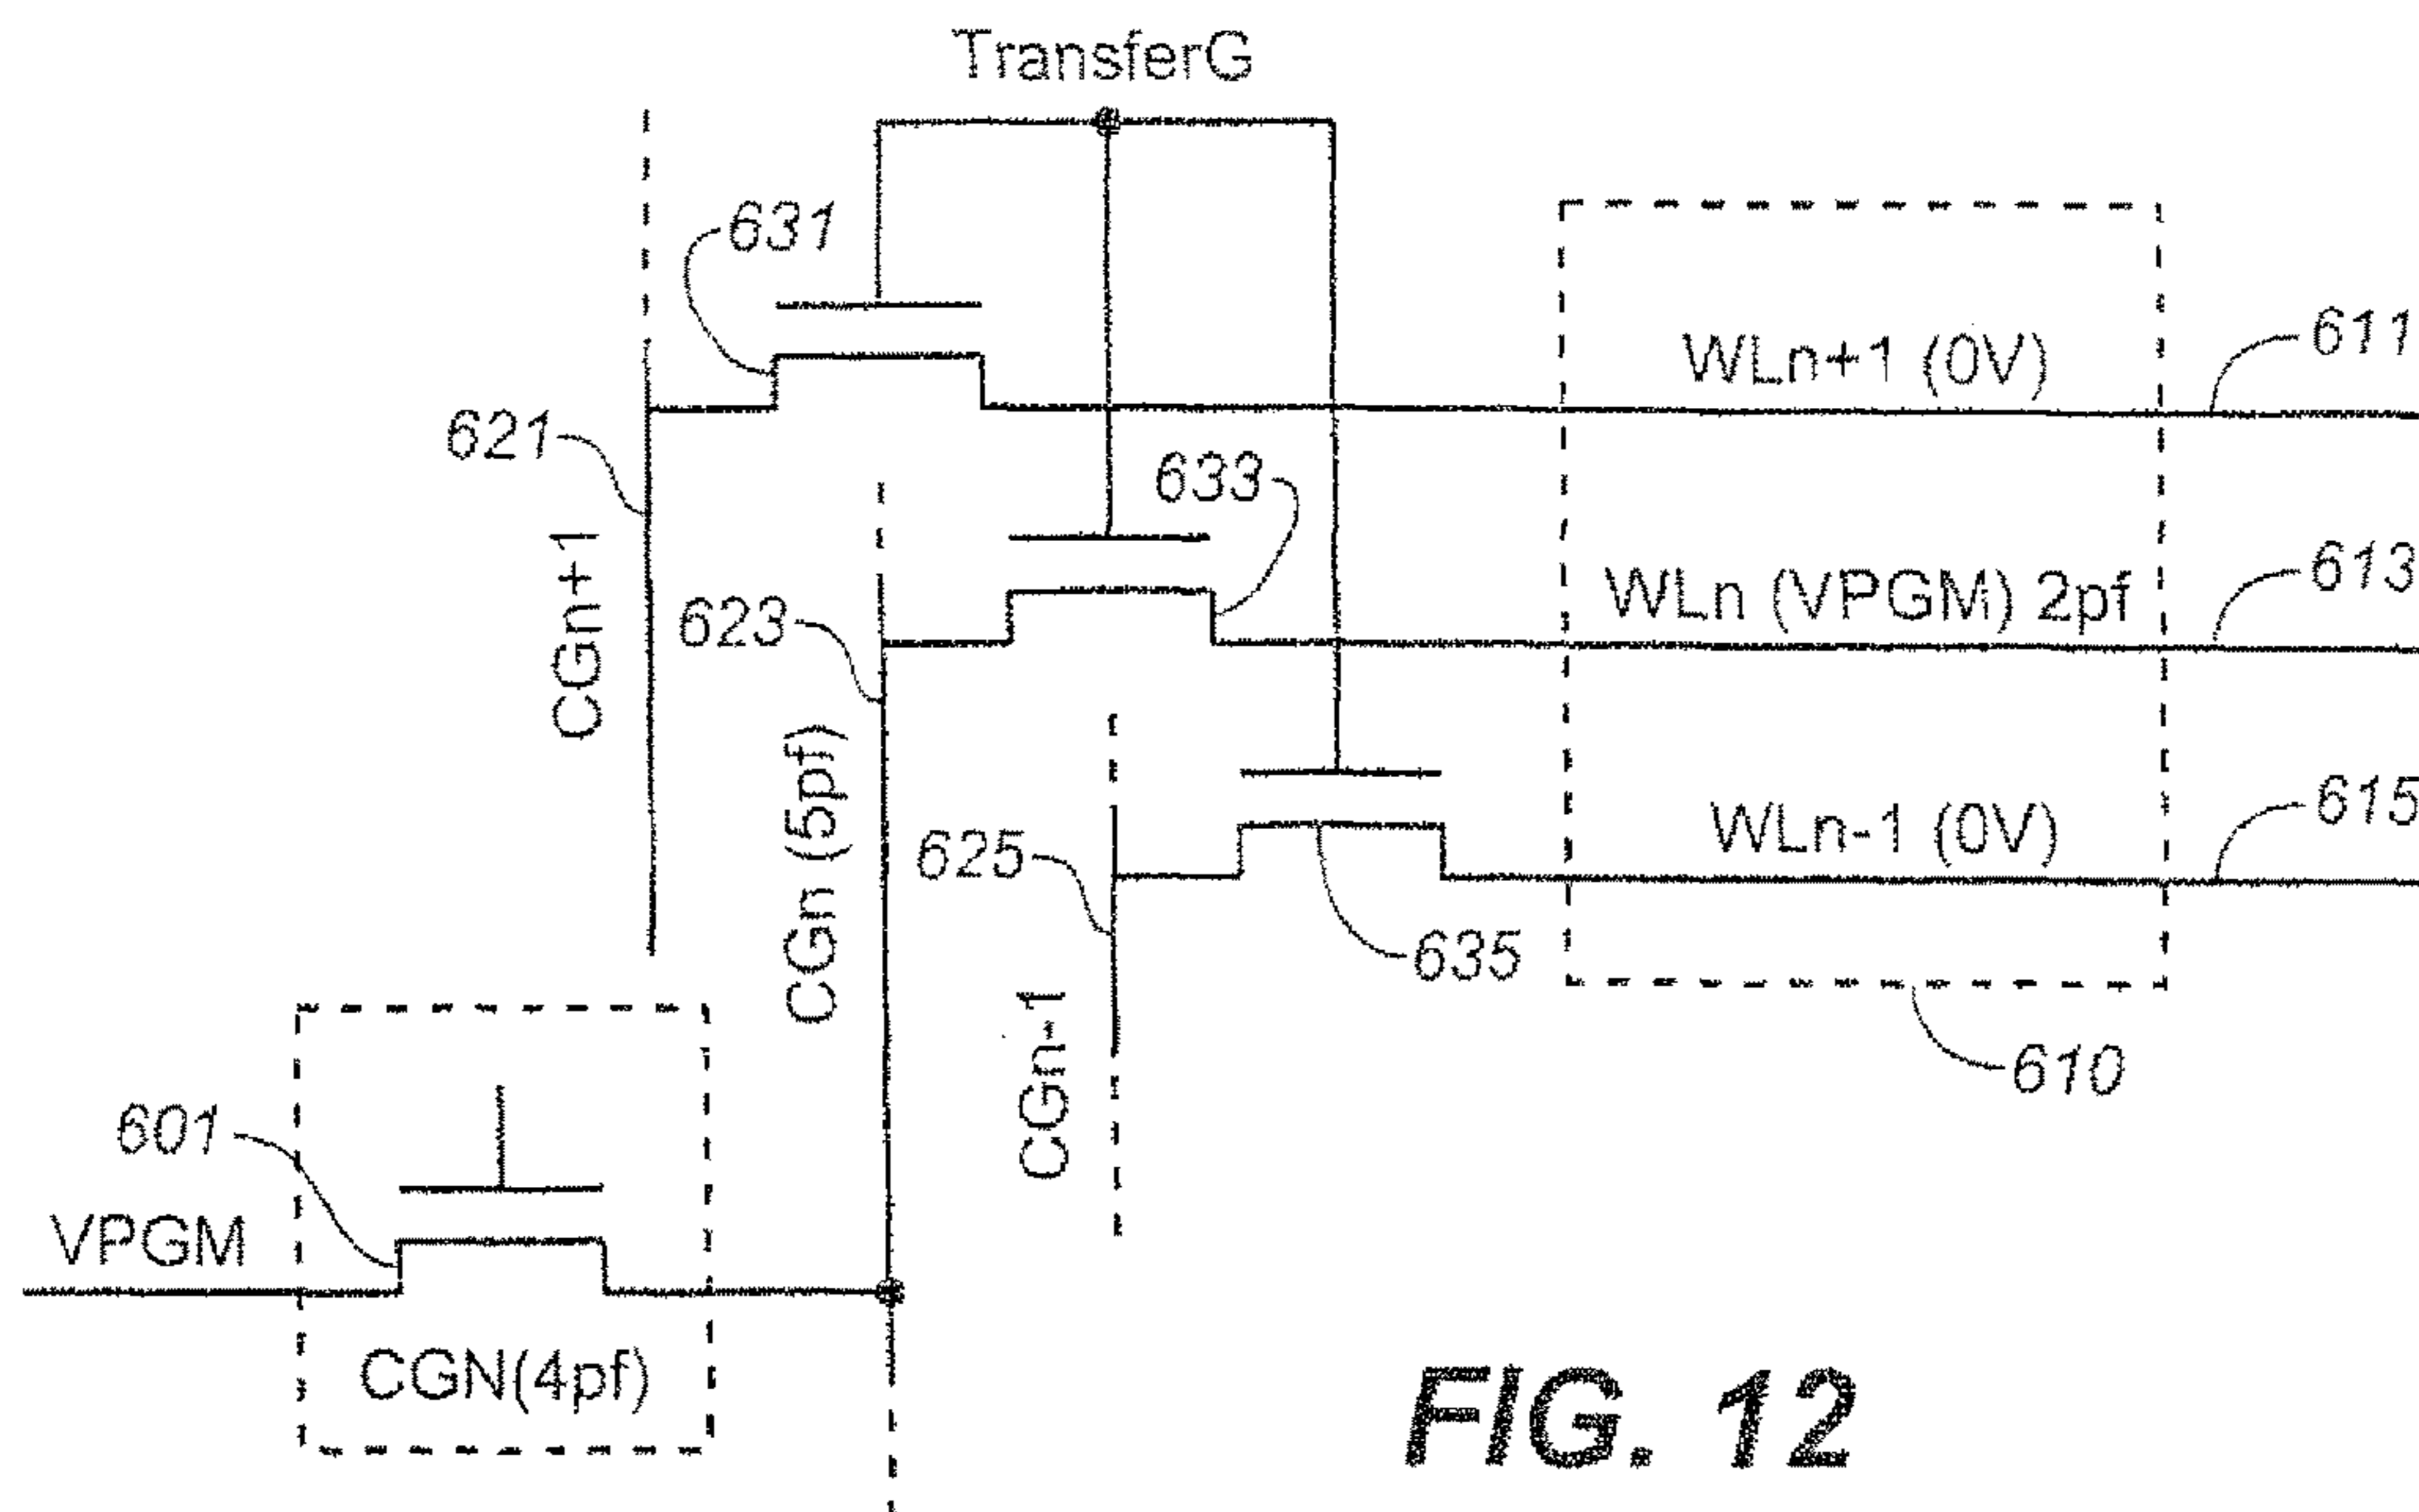 TransferG
631
WLn+1 (0V)
611
621
CGn+1
633
WLn (VPGM) 2pf
613
623
CGn (5pf)
WLn-1 (0V)
615
625
635
CGn-1
610
601
VPGM
CGN(4pf)
FIG. 12